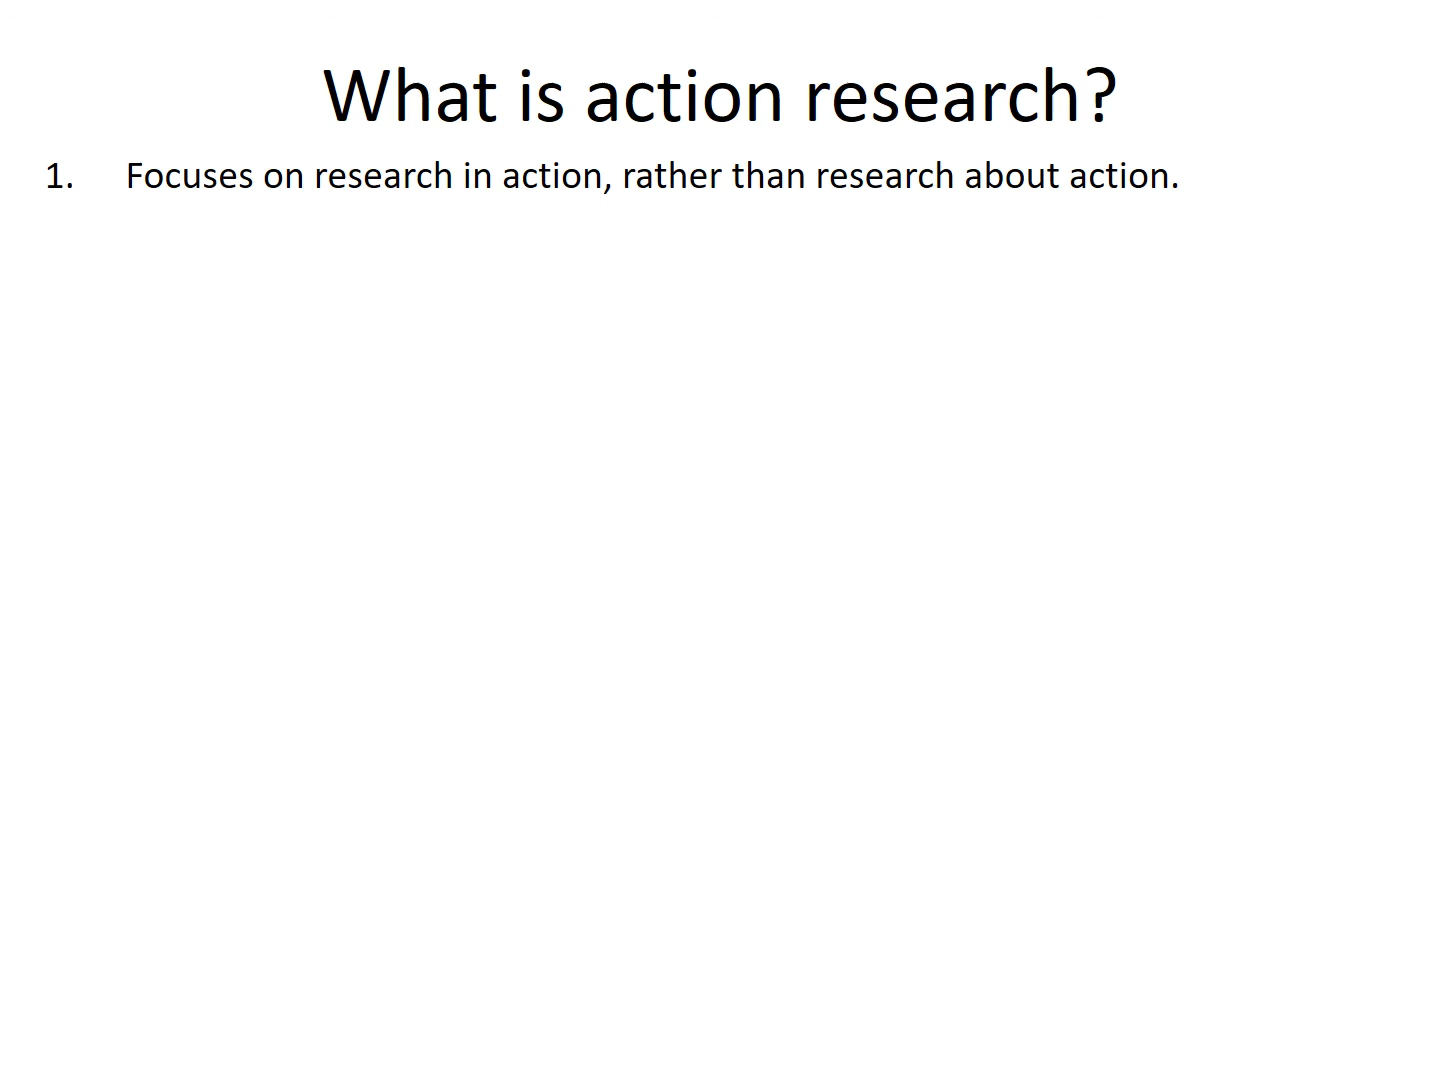 What is action research?
1. Focuses on research in action, rather than research about action.